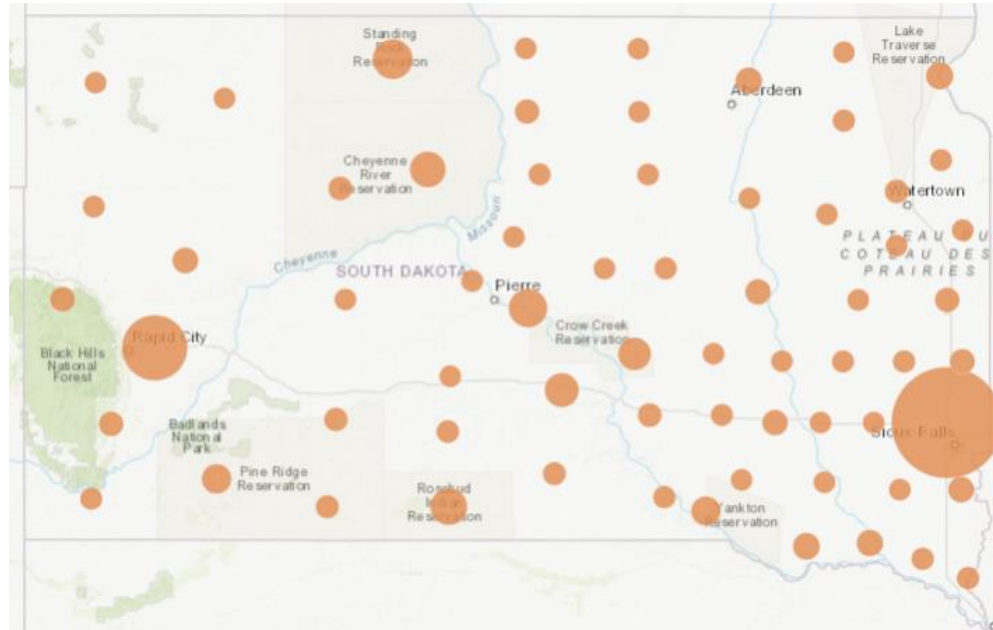 Standing
Rock
Reservation
Lake
Traverse
Reservation
Aberdeen
Cheyenne
River
Reservation
Watertown
Missouri
PLATEAU DU
COTEAU DES
PRAIRIES
Cheyenne
SOUTH DAKOTA
Pierre
Crow Creek
Reservation
Rapid City
Black Hills
National
Forest
Badlands
National
Park
Sioux Falls
Pine Ridge
Reservation
Rosebud
Indian
Reservation
Yankton
Reservation